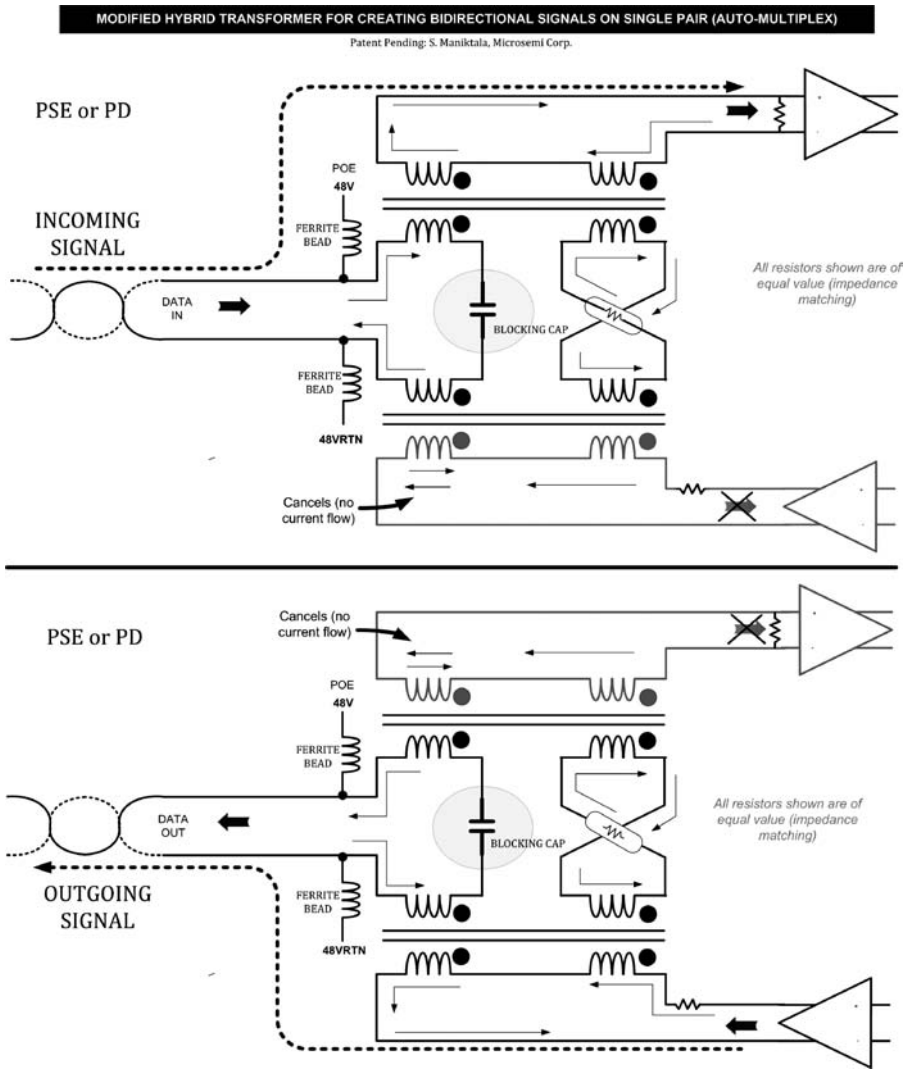 MODIFIED HYBRID TRANSFORMER FOR CREATING BIDIRECTIONAL SIGNALS ON SINGLE PAIR (AUTO-MULTIPLEX)
Patent Pending: S. Maniktala, Microsemi Corp.
PSE or PD
POE
48V
INCOMING
SIGNAL
FERRITE
BEAD
DATA
IN
BLOCKING CAP
All resistors shown are of
equal value (impedance
matching)
FERRITE
BEAD
48VRTN
Cancels (no
current flow)
PSE or PD
Cancels (no
current flow)
POE
48V
FERRITE
BEAD
DATA
OUT
BLOCKING CAP
All resistors shown are of
equal value (impedance
matching)
OUTGOING
SIGNAL
FERRITE
BEAD
48VRTN